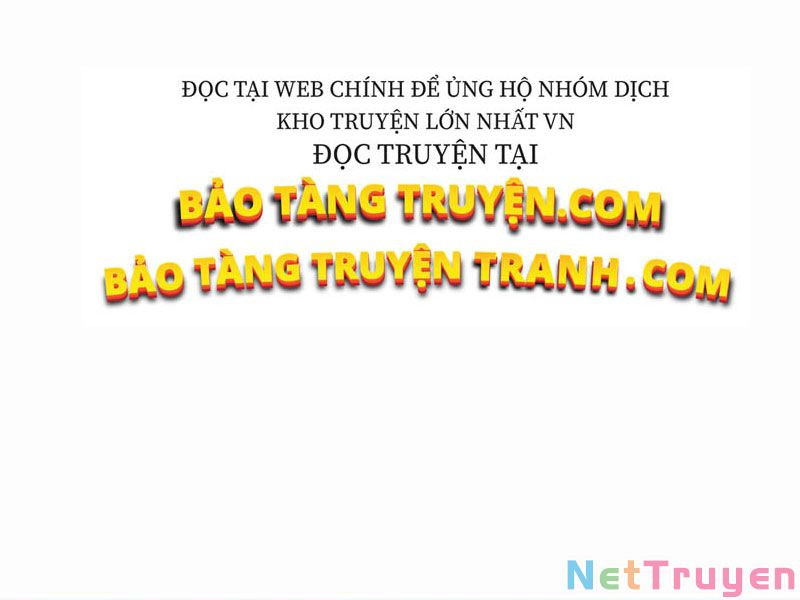 ĐỌC TẠI WEB CHÍNH ĐỂ ỦNG HỘ NHÓM DỊCH
KHO TRUYỆN LỚN NHẤT VN
ĐỌC TRUYỆN TẠI
BẢO TÀNG TRUYỆN.COM
BẢO TÀNG TRUYỆN TRANH.COM
NetTruyen